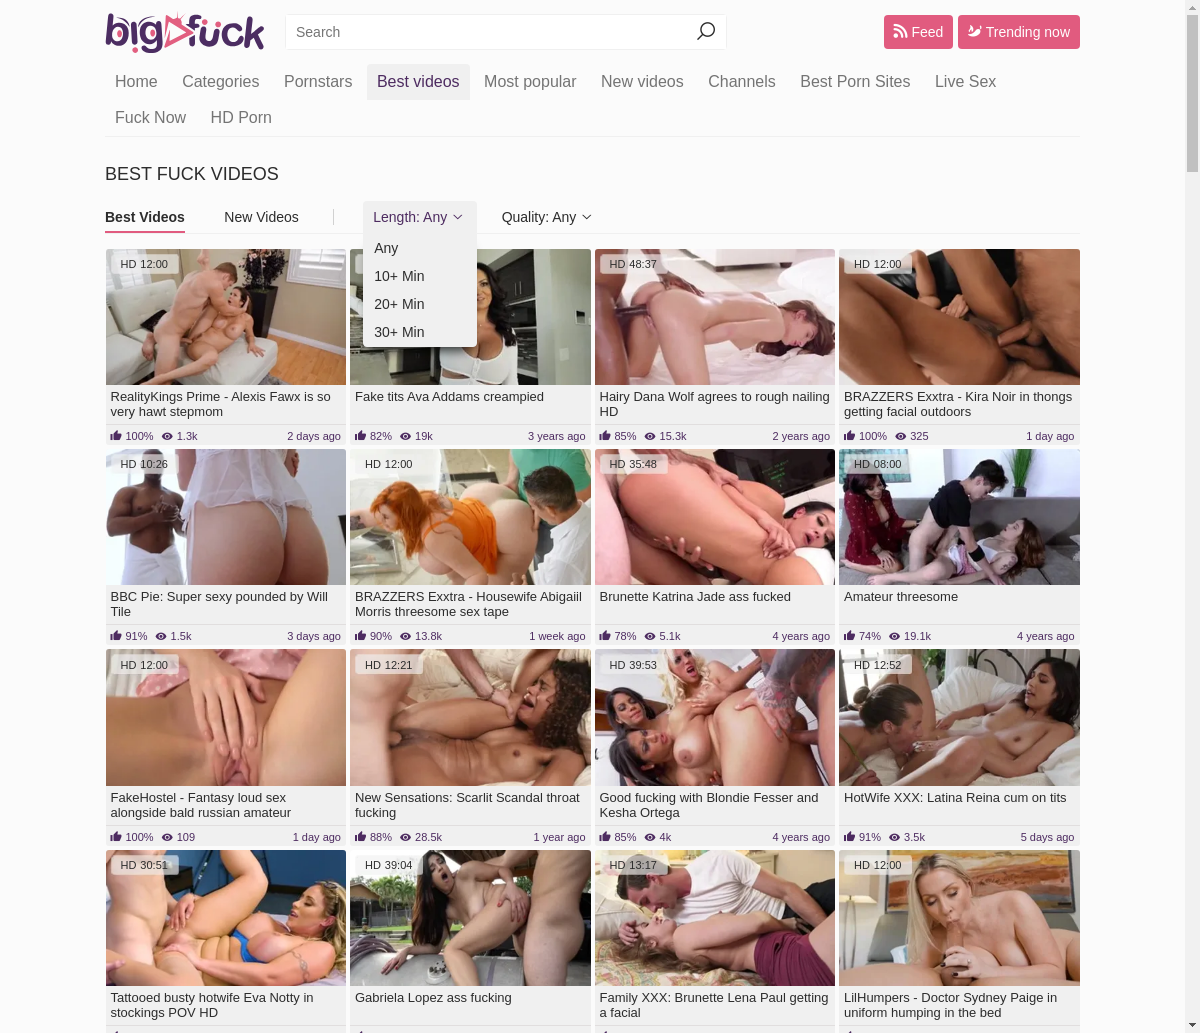 bigfuck
Search
Feed
Trending now
Home Categories Pornstars Best videos Most popular New videos Channels Best Porn Sites Live Sex
Fuck Now HD Porn
BEST FUCK VIDEOS
Best Videos New Videos Length: Any Quality: Any
Any
10+ Min
20+ Min
30+ Min
HD 12:00
HD 48:37
HD 12:00
RealityKings Prime - Alexis Fawx is so
very hawt stepmom
100% 1.3k 2 days ago
Fake tits Ava Addams creampied
82% 19k 3 years ago
Hairy Dana Wolf agrees to rough nailing
HD
85% 15.3k 2 years ago
BRAZZERS Exxtra - Kira Noir in thongs
getting facial outdoors
100% 325 1 day ago
HD 10:26
HD 12:00
HD 35:48
HD 08:00
BBC Pie: Super sexy pounded by Will
Tile
91% 1.5k 3 days ago
BRAZZERS Exxtra - Housewife Abigaiil
Morris threesome sex tape
90% 13.8k 1 week ago
Brunette Katrina Jade ass fucked
78% 5.1k 4 years ago
Amateur threesome
74% 19.1k 4 years ago
HD 12:00
HD 12:21
HD 39:53
HD 12:52
FakeHostel - Fantasy loud sex
alongside bald russian amateur
100% 109 1 day ago
New Sensations: Scarlit Scandal throat
fucking
88% 28.5k 1 year ago
Good fucking with Blondie Fesser and
Kesha Ortega
85% 4k 4 years ago
HotWife XXX: Latina Reina cum on tits
91% 3.5k 5 days ago
HD 30:51
HD 39:04
HD 13:17
HD 12:00
Tattooed busty hotwife Eva Notty in
stockings POV HD
Gabriela Lopez ass fucking
Family XXX: Brunette Lena Paul getting
a facial
LilHumpers - Doctor Sydney Paige in
uniform humping in the bed